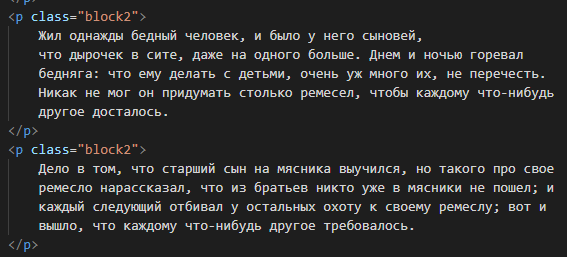 </p>
<p class="block2">
Жил однажды бедный человек, и было у него сыновей,
что дырочек в сите, даже на одного больше. Днем и ночью горевал
бедняга: что ему делать с детьми, очень уж много их, не перечесть.
Никак не мог он придумать столько ремесел, чтобы каждому что-нибудь
другое досталось.
</p>
<p class="block2">
Дело в том, что старший сын на мясника выучился, но такого про свое
ремесло нарассказал, что из братьев никто уже в мясники не пошел; и
каждый следующий отбивал у остальных охоту к своему ремеслу; вот и
вышло, что каждому что-нибудь другое требовалось.
</p>